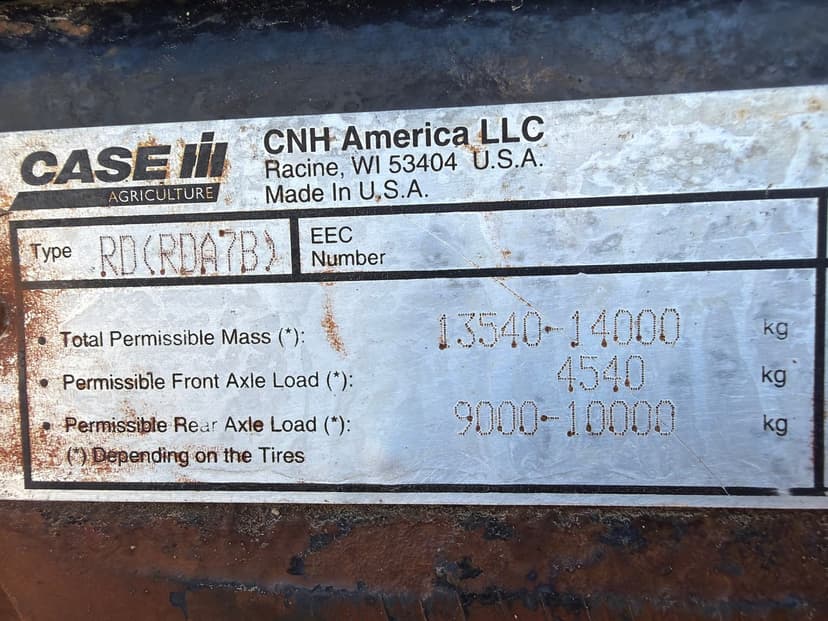 CASE IH
AGRICULTURE
CNH America LLC
Racine, WI 53404 U.S.A.
Made In U.S.A.
Type RD(RDA7B)
EEC
Number
• Total Permissible Mass (*): 13540-14000 kg
• Permissible Front Axle Load (*): 4540 kg
• Permissible Rear Axle Load (*): 9000-10000 kg
(*) Depending on the Tires